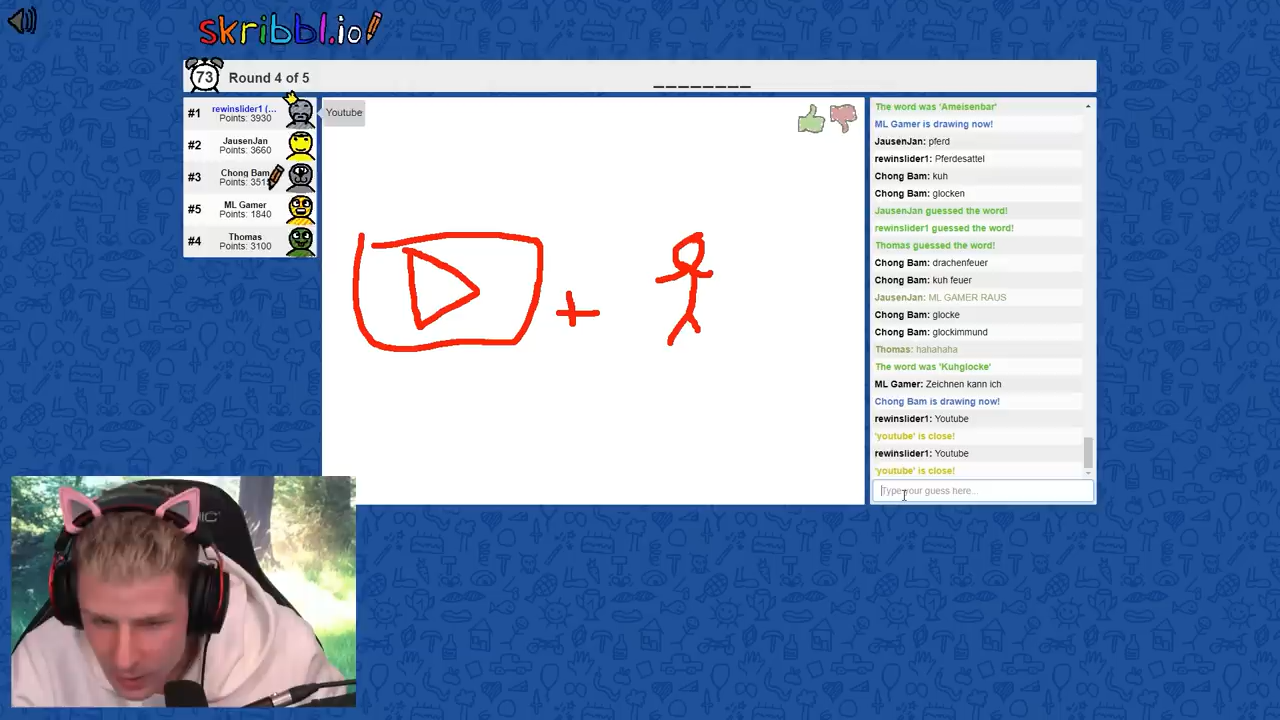 skribbl.io
73
Round 4 of 5
________
#1
rewinslider1 (...
Points: 3930
#2
JausenJan
Points: 3660
#3
Chong Bam
#5
ML Gamer
Points: 1840
#4
Thomas
Points: 3100
Youtube
The word was 'Ameisenbar'
ML Gamer is drawing now!
JausenJan: pferd
rewinslider1: Pferdesattel
Chong Bam: kuh
Chong Bam: glocken
JausenJan guessed the word!
rewinslider1 guessed the word!
Thomas guessed the word!
Chong Bam: drachenfeuer
Chong Bam: kuh feuer
JausenJan: ML GAMER RAUS
Chong Bam: glocke
Chong Bam: glockimmund
Thomas: hahahaha
The word was 'Kuhglocke'
ML Gamer: Zeichnen kann ich
Chong Bam is drawing now!
rewinslider1: Youtube
'youtube' is close!
rewinslider1: Youtube
'youtube' is close!
Type your guess here...